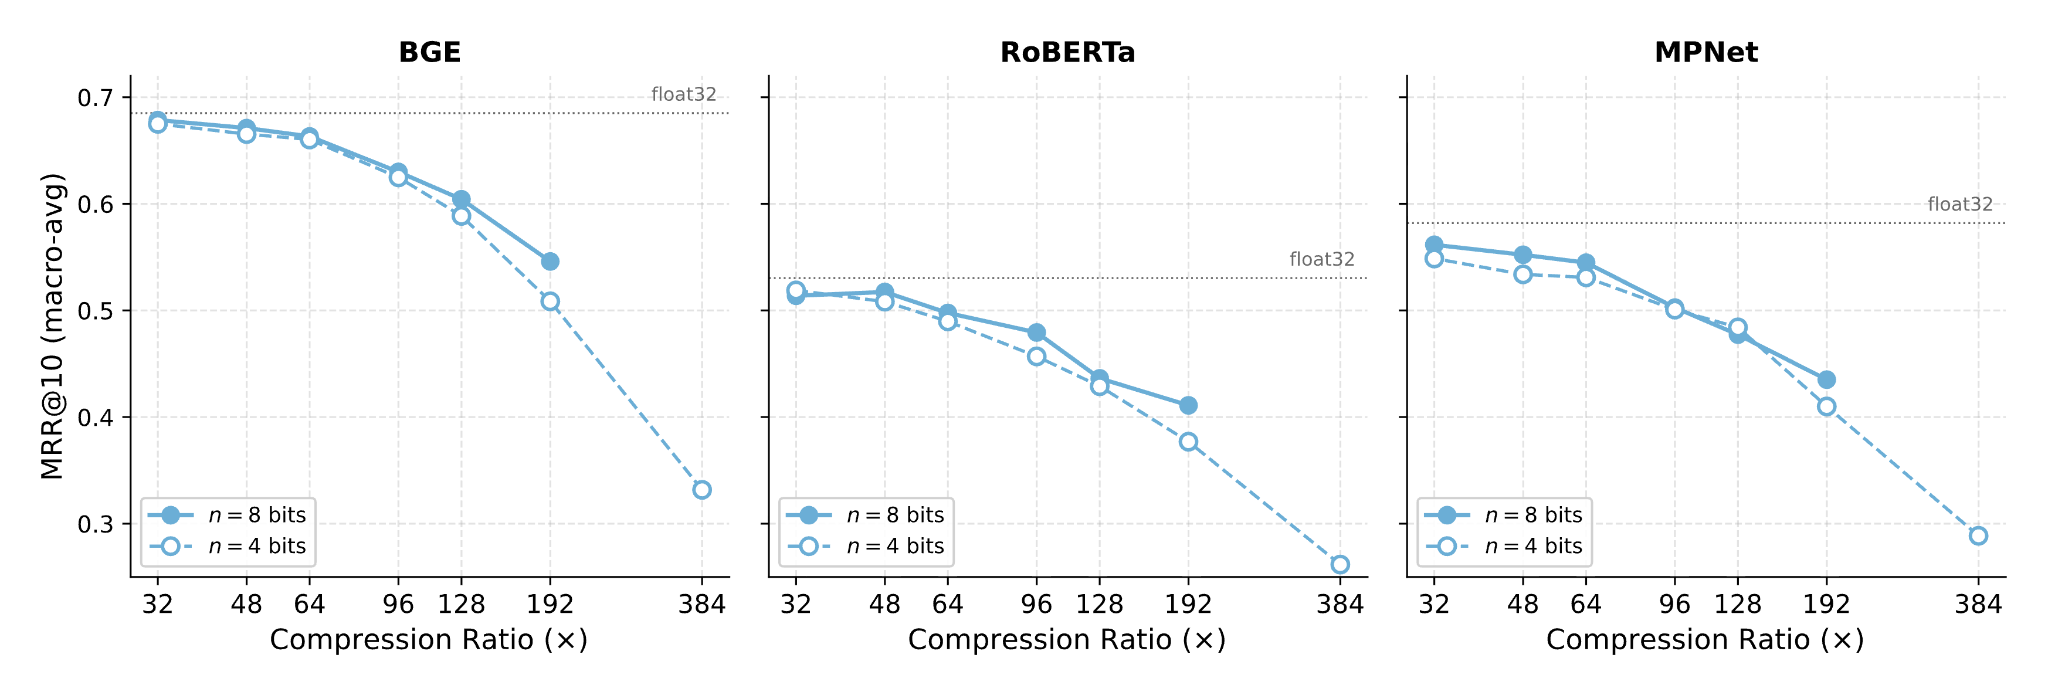 BGE
RoBERTa
MPNet
MRR@10 (macro-avg)
0.7
0.6
0.5
0.4
0.3
float32
n = 8 bits
n = 4 bits
32 48 64 96 128 192 384
Compression Ratio (×)
float32
n = 8 bits
n = 4 bits
32 48 64 96 128 192 384
Compression Ratio (×)
float32
n = 8 bits
n = 4 bits
32 48 64 96 128 192 384
Compression Ratio (×)